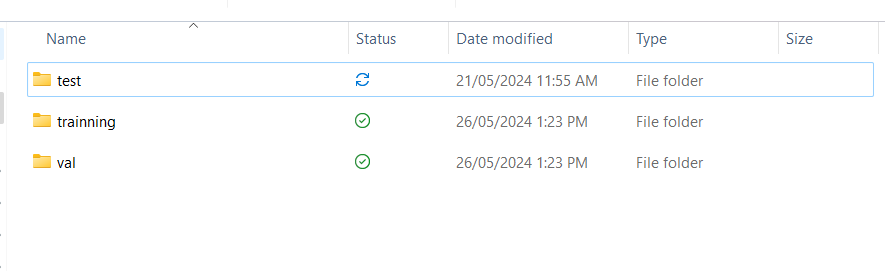 Name Status Date modified Type Size
test 21/05/2024 11:55 AM File folder
trainning 26/05/2024 1:23 PM File folder
val 26/05/2024 1:23 PM File folder